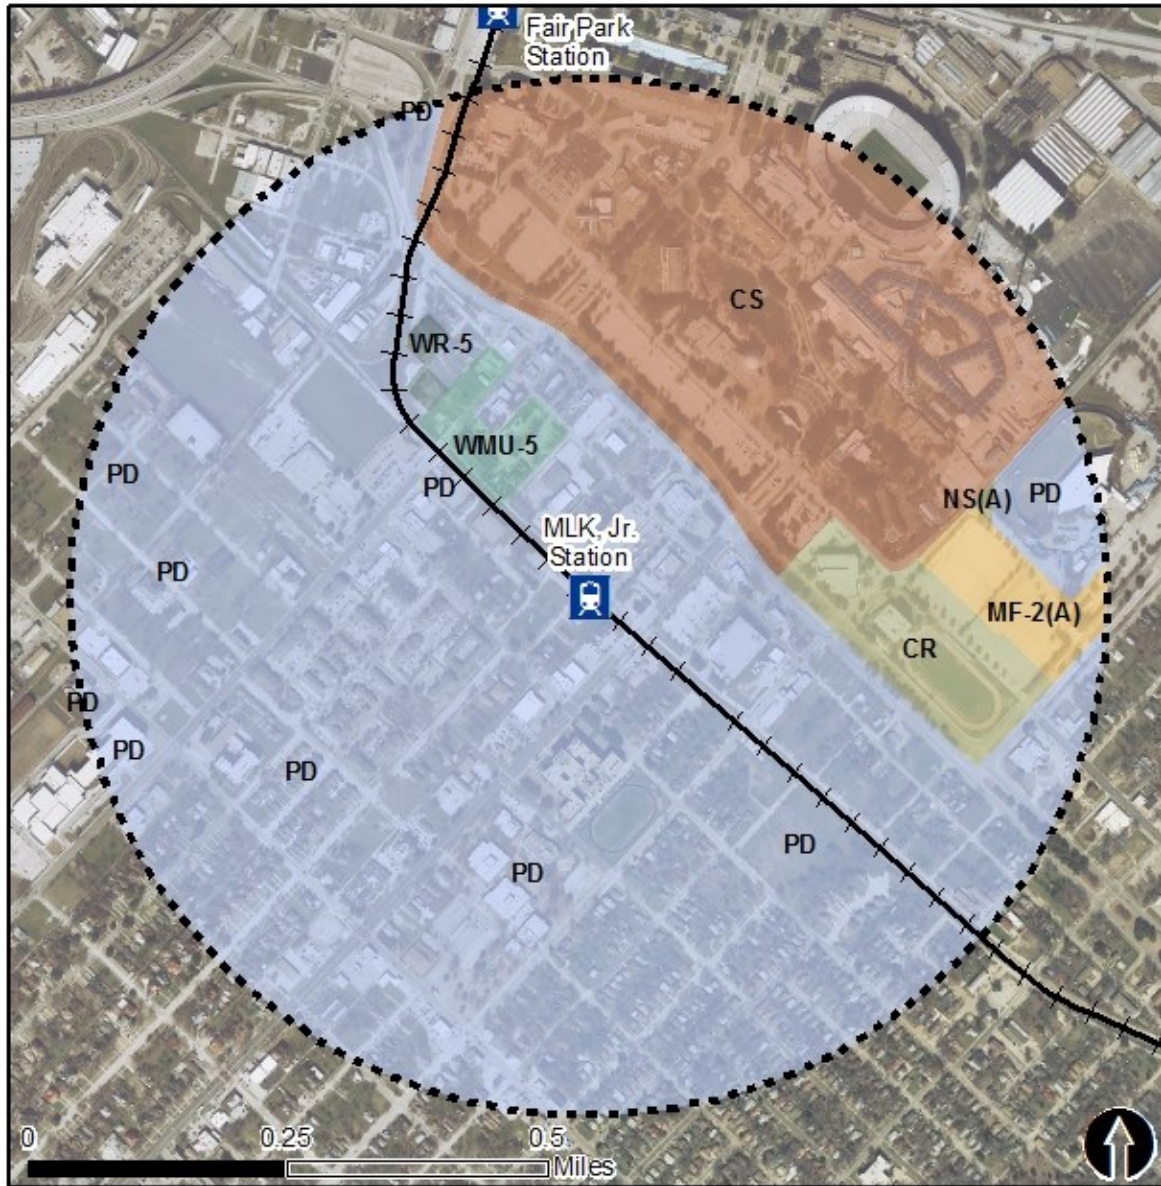 Fair Park
Station
PD
CS
WR-5
WMU-5
PD
PD
NS(A)
PD
MLK, Jr.
Station
PD
MF-2(A)
CR
PD
PD
PD
PD
PD
0 0.25 0.5
Miles